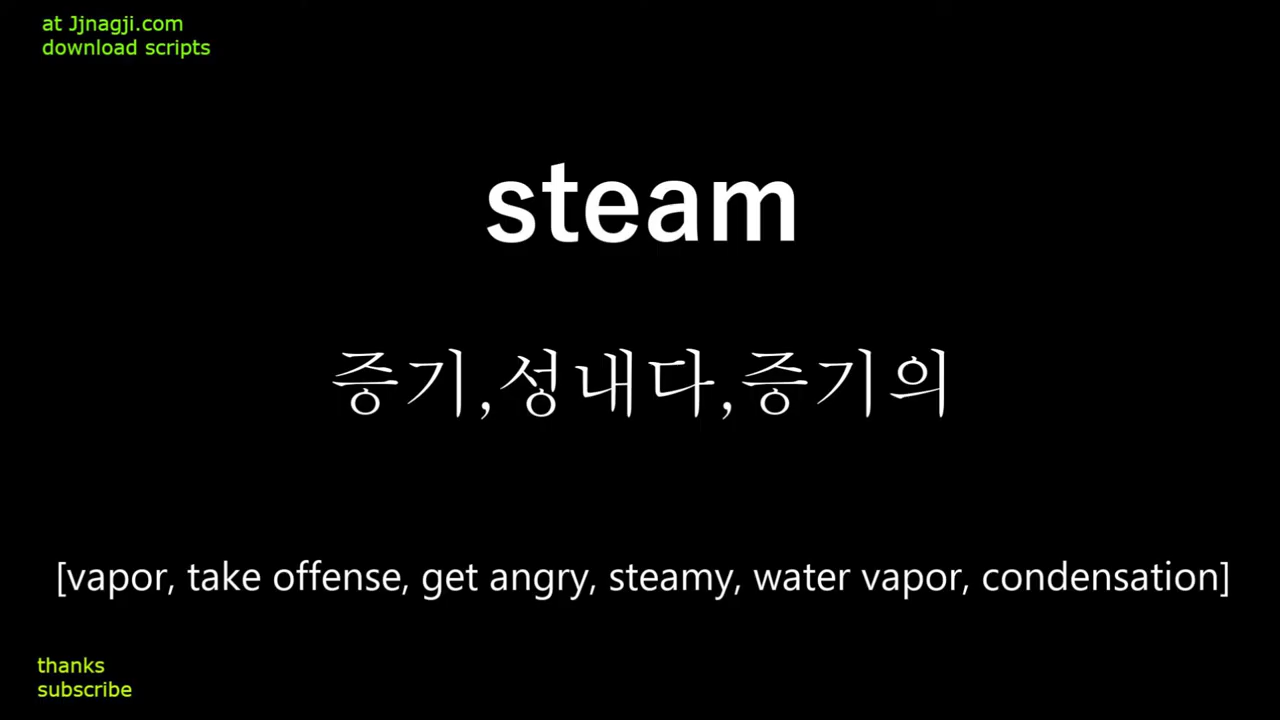 at Jjnagji.com
download scripts
steam
증기,성내다,증기의
[vapor, take offense, get angry, steamy, water vapor, condensation]
thanks
subscribe